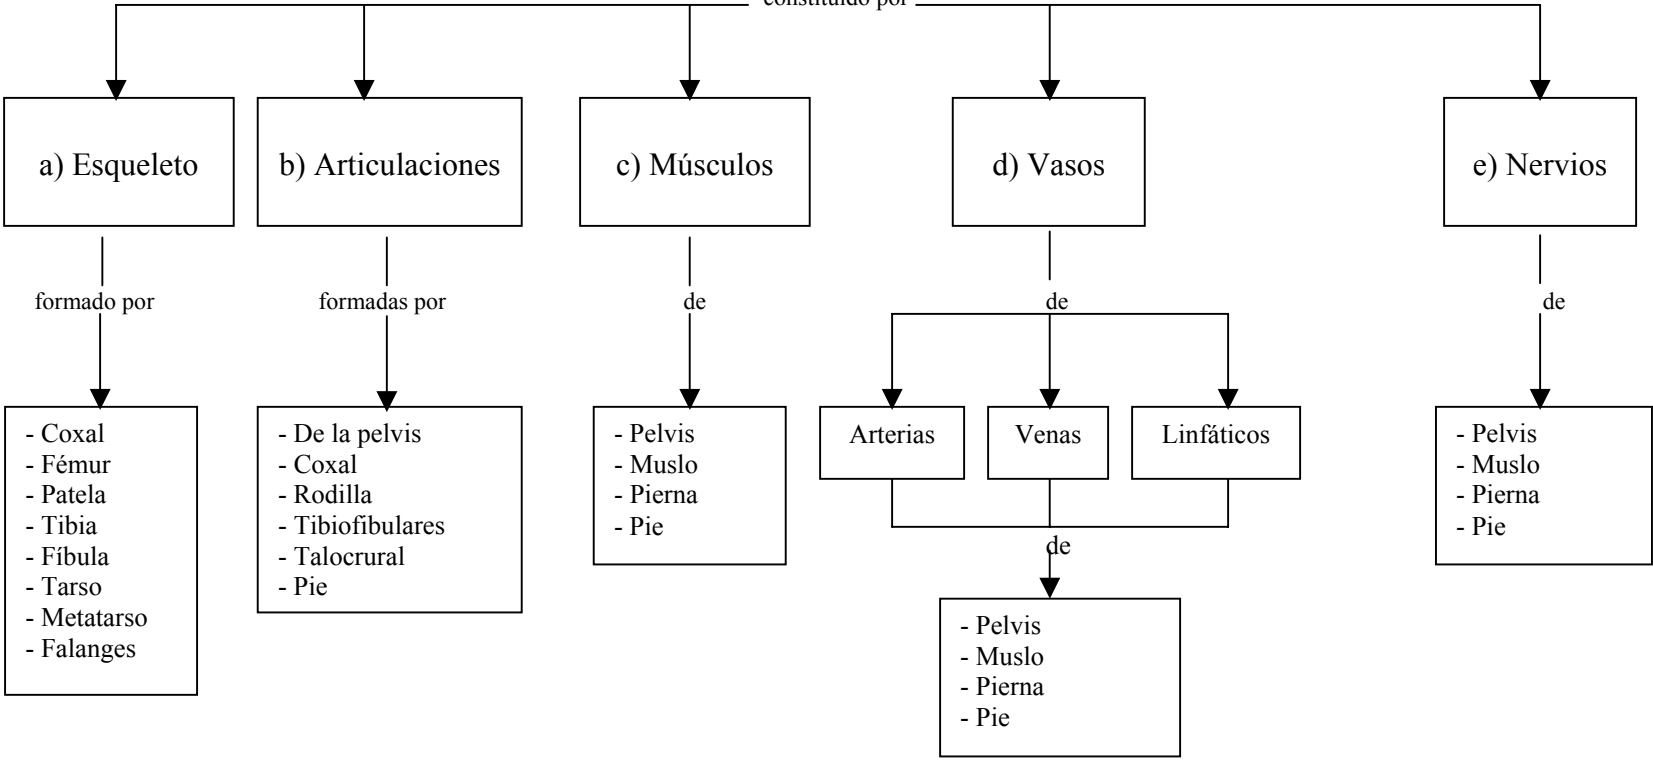 constituido por
a) Esqueleto
b) Articulaciones
c) Músculos
d) Vasos
e) Nervios
formado por
formadas por
de
de
de
- Coxal
- Fémur
- Patela
- Tibia
- Fíbula
- Tarso
- Metatarso
- Falanges
- De la pelvis
- Coxal
- Rodilla
- Tibiofibulares
- Talocrural
- Pie
- Pelvis
- Muslo
- Pierna
- Pie
Arterias
Venas
Linfáticos
de
- Pelvis
- Muslo
- Pierna
- Pie
- Pelvis
- Muslo
- Pierna
- Pie